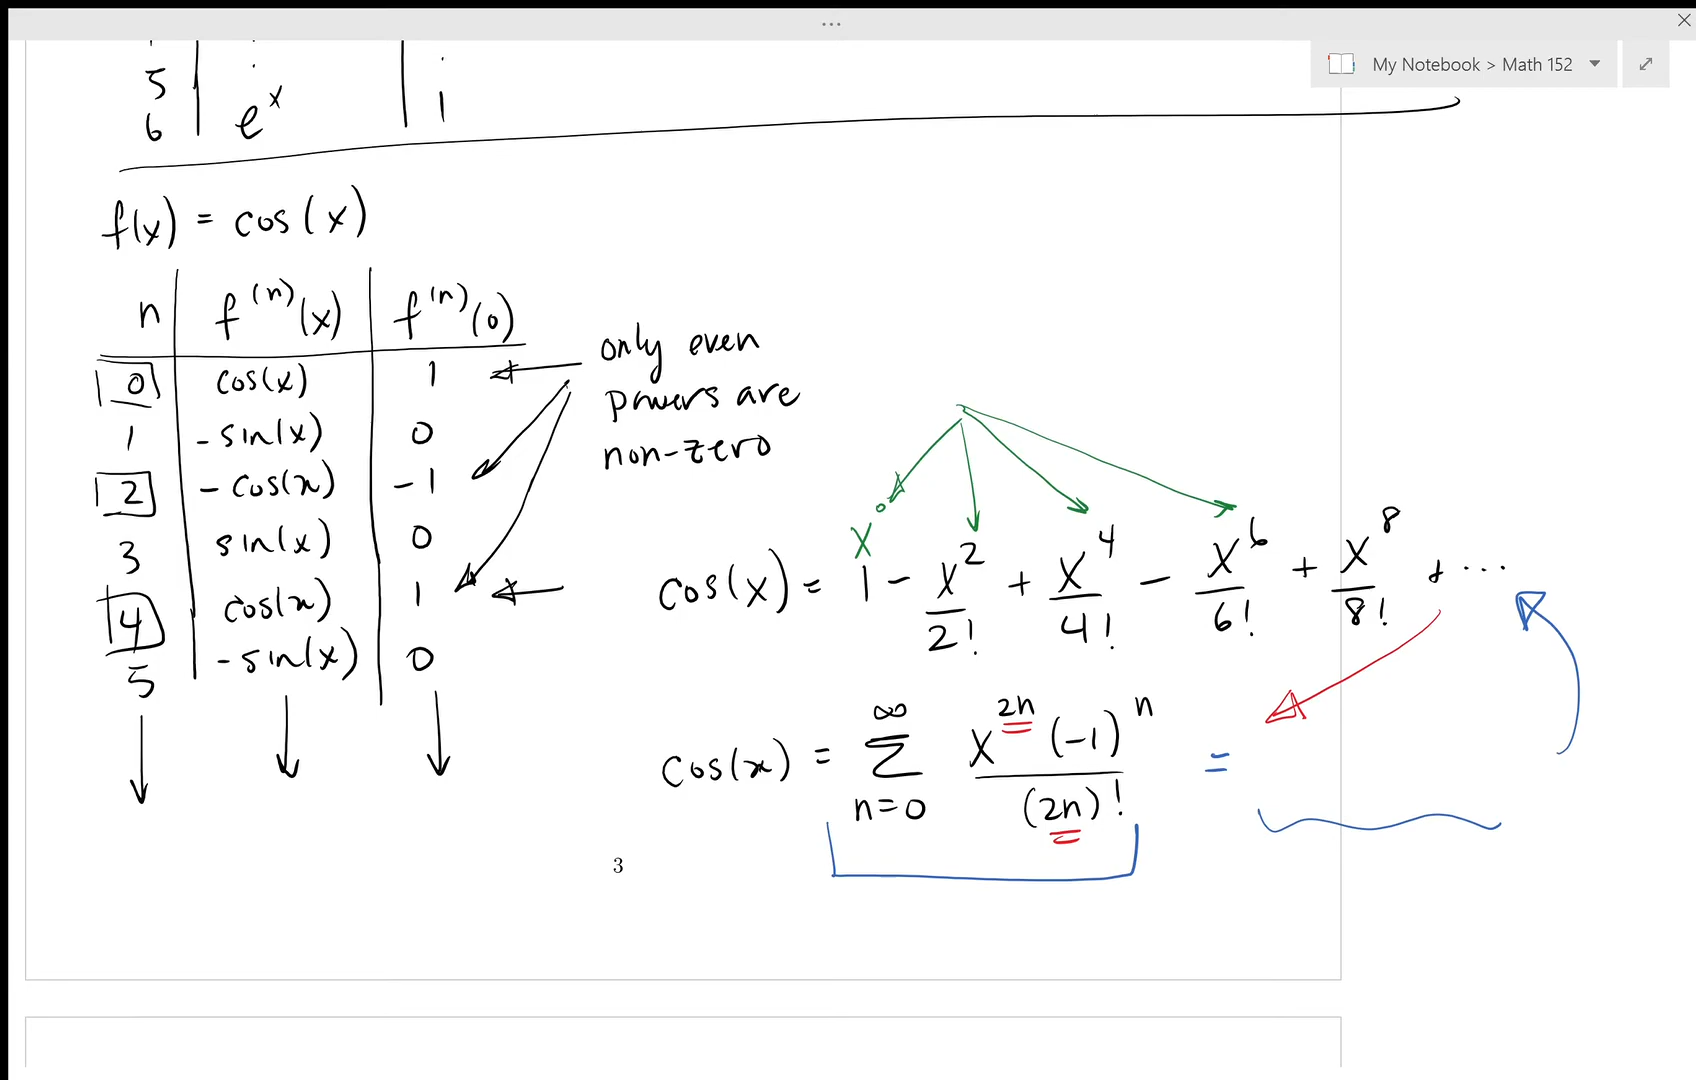 ...
My Notebook > Math 152
5
6 | e^x | 1
f(x) = cos(x)
n | f^(n)(x) | f^(n)(0)
0 | cos(x) | 1
1 | -sin(x) | 0
2 | -cos(x) | -1
3 | sin(x) | 0
4 | cos(x) | 1
5 | -sin(x) | 0
only even
powers are
non-zero
x^0
cos(x) = 1 - x^2/2! + x^4/4! - x^6/6! + x^8/8! + ...
cos(x) = ∞ Σ n=0 x^2n (-1)^n / (2n)! =
3